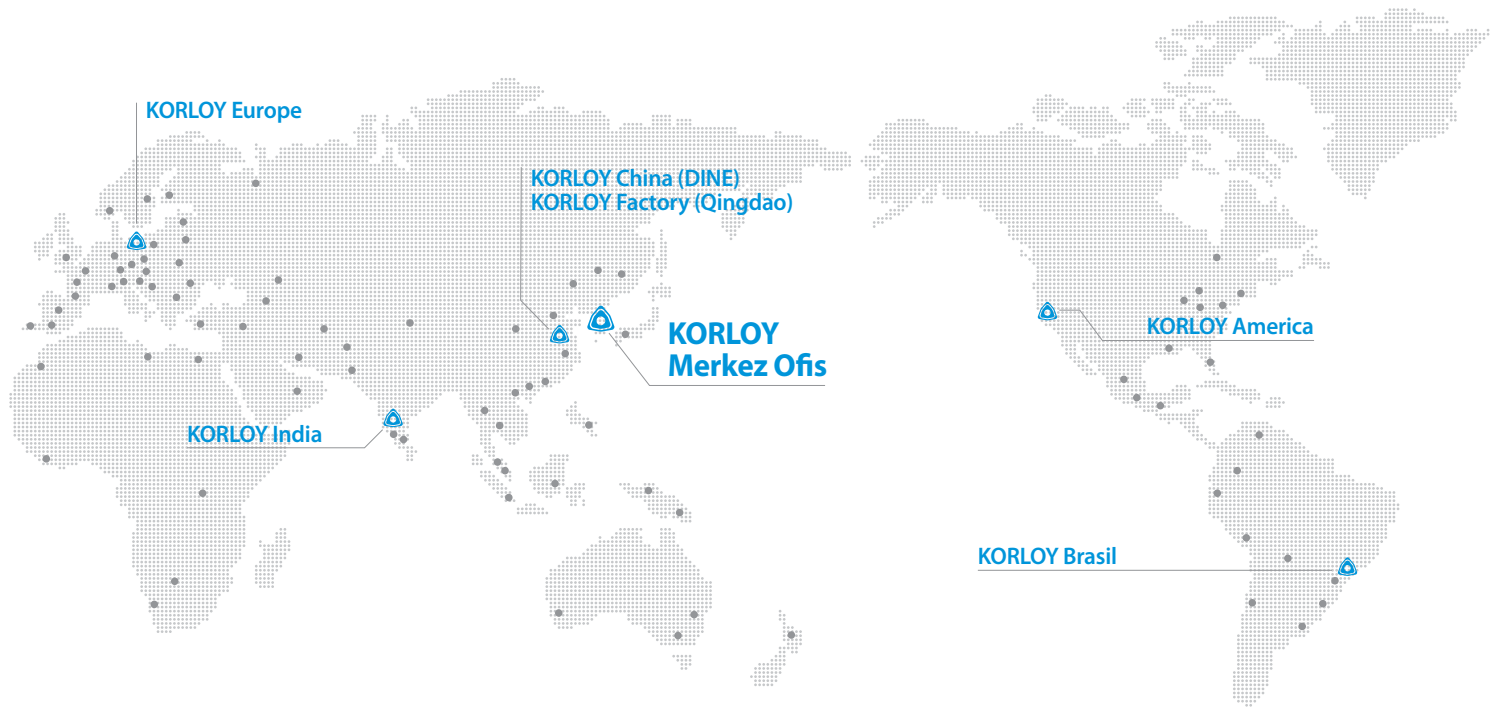 KORLOY Europe
KORLOY China (DINE)
KORLOY Factory (Qingdao)
KORLOY
Merkez Ofis
KORLOY America
KORLOY India
KORLOY Brasil